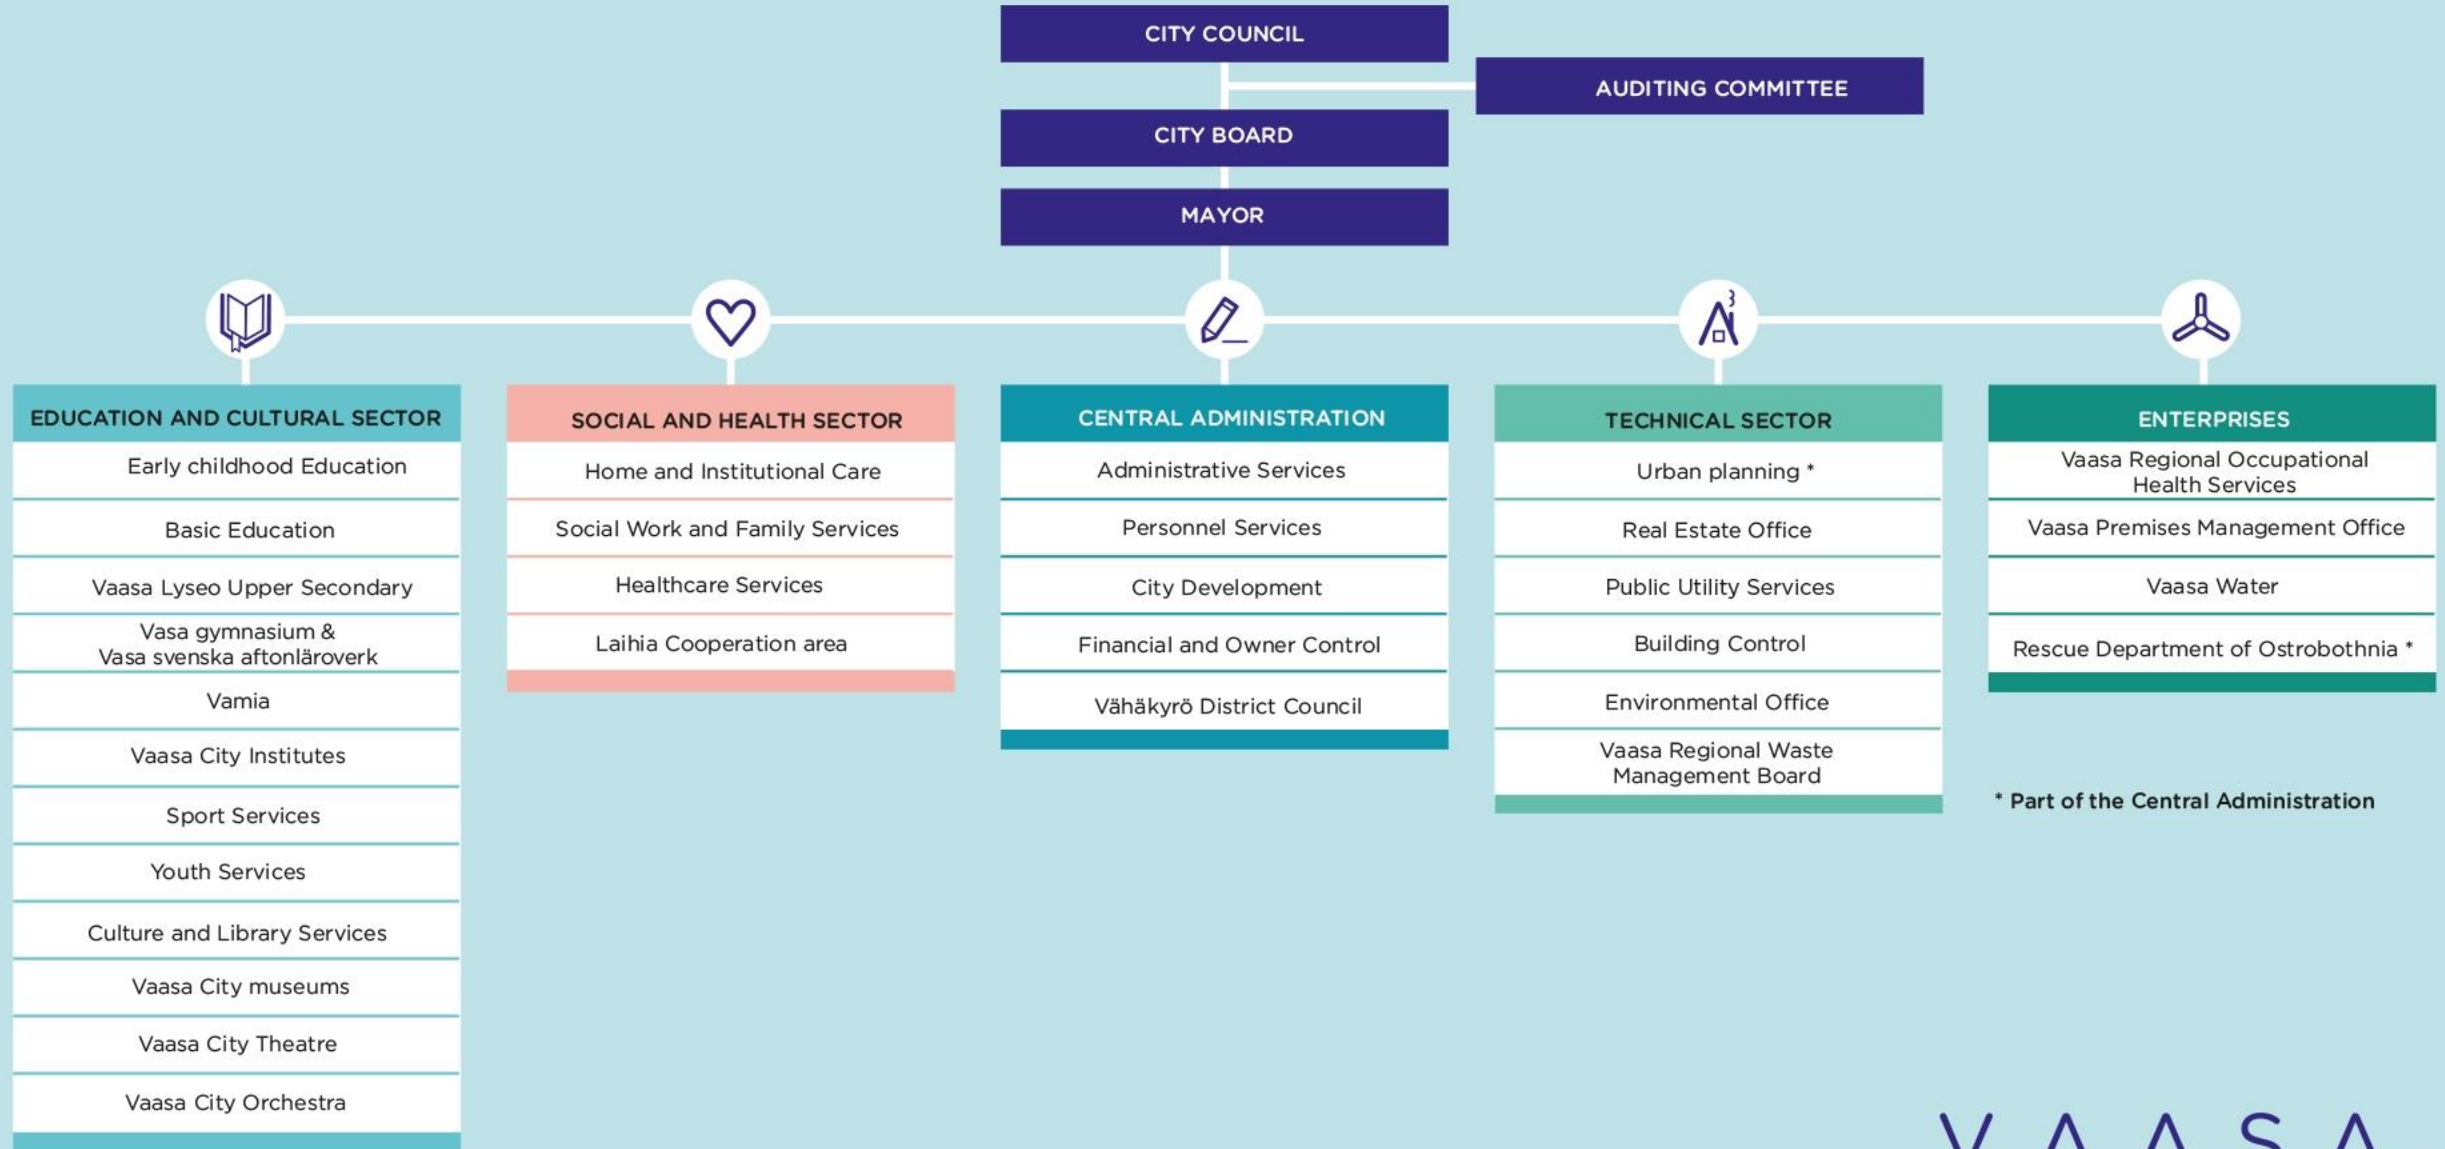 CITY COUNCIL
AUDITING COMMITTEE
CITY BOARD
MAYOR
EDUCATION AND CULTURAL SECTOR
Early childhood Education
Basic Education
Vaasa Lyseo Upper Secondary
Vasa gymnasium &
Vasa svenska aftonläroverk
Vamia
Vaasa City Institutes
Sport Services
Youth Services
Culture and Library Services
Vaasa City museums
Vaasa City Theatre
Vaasa City Orchestra
SOCIAL AND HEALTH SECTOR
Home and Institutional Care
Social Work and Family Services
Healthcare Services
Laihia Cooperation area
CENTRAL ADMINISTRATION
Administrative Services
Personnel Services
City Development
Financial and Owner Control
Vähäkyrö District Council
TECHNICAL SECTOR
Urban planning *
Real Estate Office
Public Utility Services
Building Control
Environmental Office
Vaasa Regional Waste
Management Board
ENTERPRISES
Vaasa Regional Occupational
Health Services
Vaasa Premises Management Office
Vaasa Water
Rescue Department of Ostrobothnia *
* Part of the Central Administration
VAASA